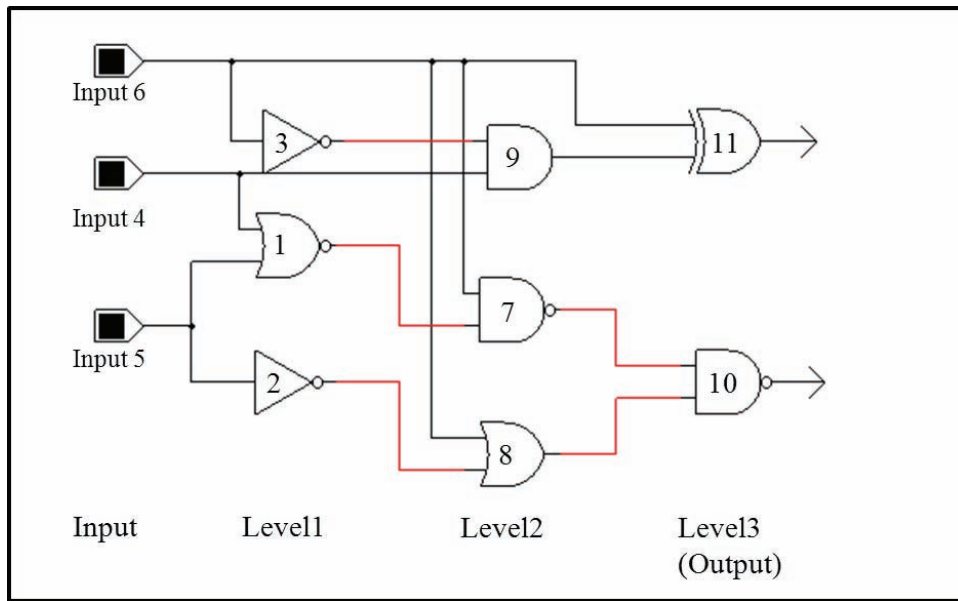 Input 6
3
9
11
Input 4
1
7
Input 5
2
10
8
Input
Level1
Level2
Level3
(Output)